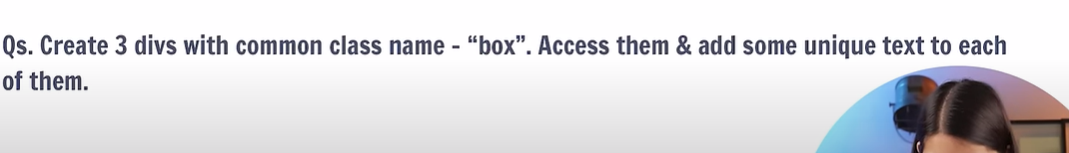 Qs. Create 3 divs with common class name - “box”. Access them & add some unique text to each
of them.